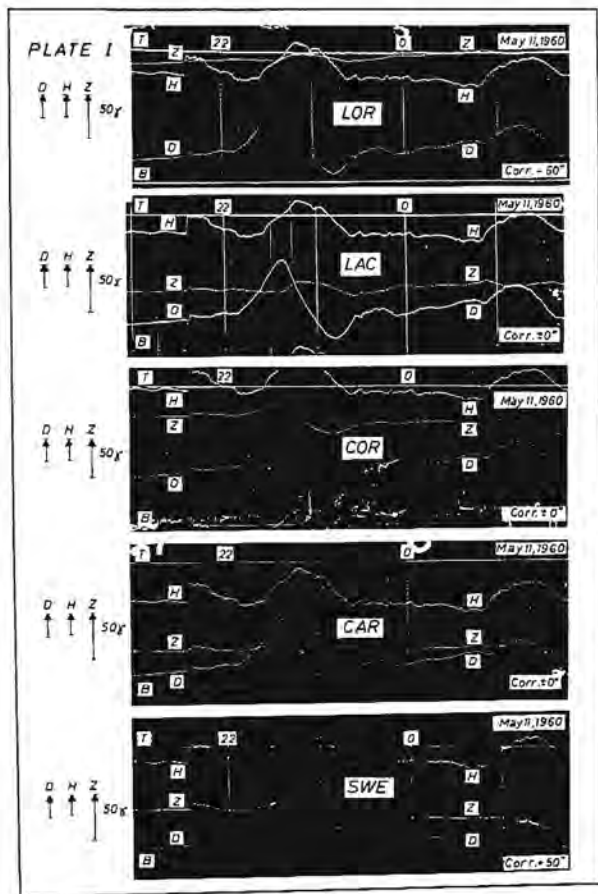 PLATE I
T 22 0 Z May 11, 1960
Z
D H Z
H H
50γ
LOR
D D
B Corr. + 60"
T 22 0 May 11, 1960
H H
D H Z
LAC
Z Z
50γ
D D
B Corr. ±0"
T 22 0
H H May 11, 1960
Z Z
D H Z
COR
50γ
D D
B Corr. ±0"
T 22 0 May 11, 1960
H H
D H Z
CAR
Z Z
50γ
D D
B Corr. ±0"
T 22 0 May 11, 1960
H H
D H Z
SWE
Z Z
50γ
D D
B Corr. + 50"